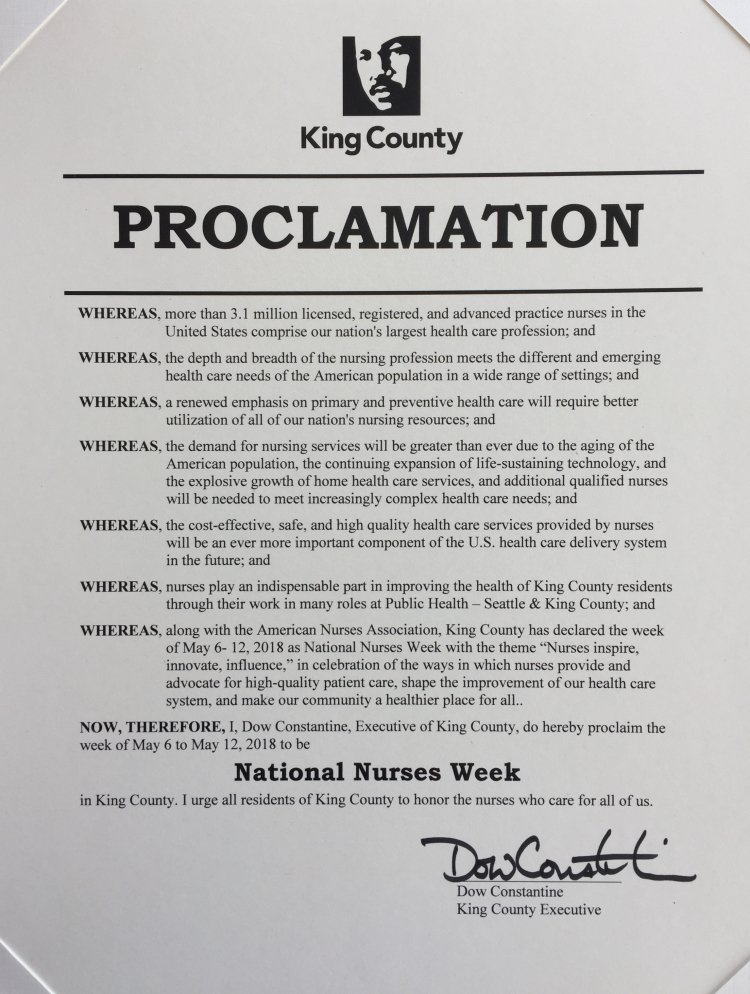 King County
PROCLAMATION
WHEREAS, more than 3.1 million licensed, registered, and advanced practice nurses in the
United States comprise our nation's largest health care profession; and
WHEREAS, the depth and breadth of the nursing profession meets the different and emerging
health care needs of the American population in a wide range of settings; and
WHEREAS, a renewed emphasis on primary and preventive health care will require better
utilization of all of our nation's nursing resources; and
WHEREAS, the demand for nursing services will be greater than ever due to the aging of the
American population, the continuing expansion of life-sustaining technology, and
the explosive growth of home health care services, and additional qualified nurses
will be needed to meet increasingly complex health care needs; and
WHEREAS, the cost-effective, safe, and high quality health care services provided by nurses
will be an ever more important component of the U.S. health care delivery system
in the future; and
WHEREAS, nurses play an indispensable part in improving the health of King County residents
through their work in many roles at Public Health – Seattle & King County; and
WHEREAS, along with the American Nurses Association, King County has declared the week
of May 6- 12, 2018 as National Nurses Week with the theme “Nurses inspire,
innovate, influence,” in celebration of the ways in which nurses provide and
advocate for high-quality patient care, shape the improvement of our health care
system, and make our community a healthier place for all..
NOW, THEREFORE, I, Dow Constantine, Executive of King County, do hereby proclaim the
week of May 6 to May 12, 2018 to be
National Nurses Week
in King County. I urge all residents of King County to honor the nurses who care for all of us.
Dow Constantine
Dow Constantine
King County Executive